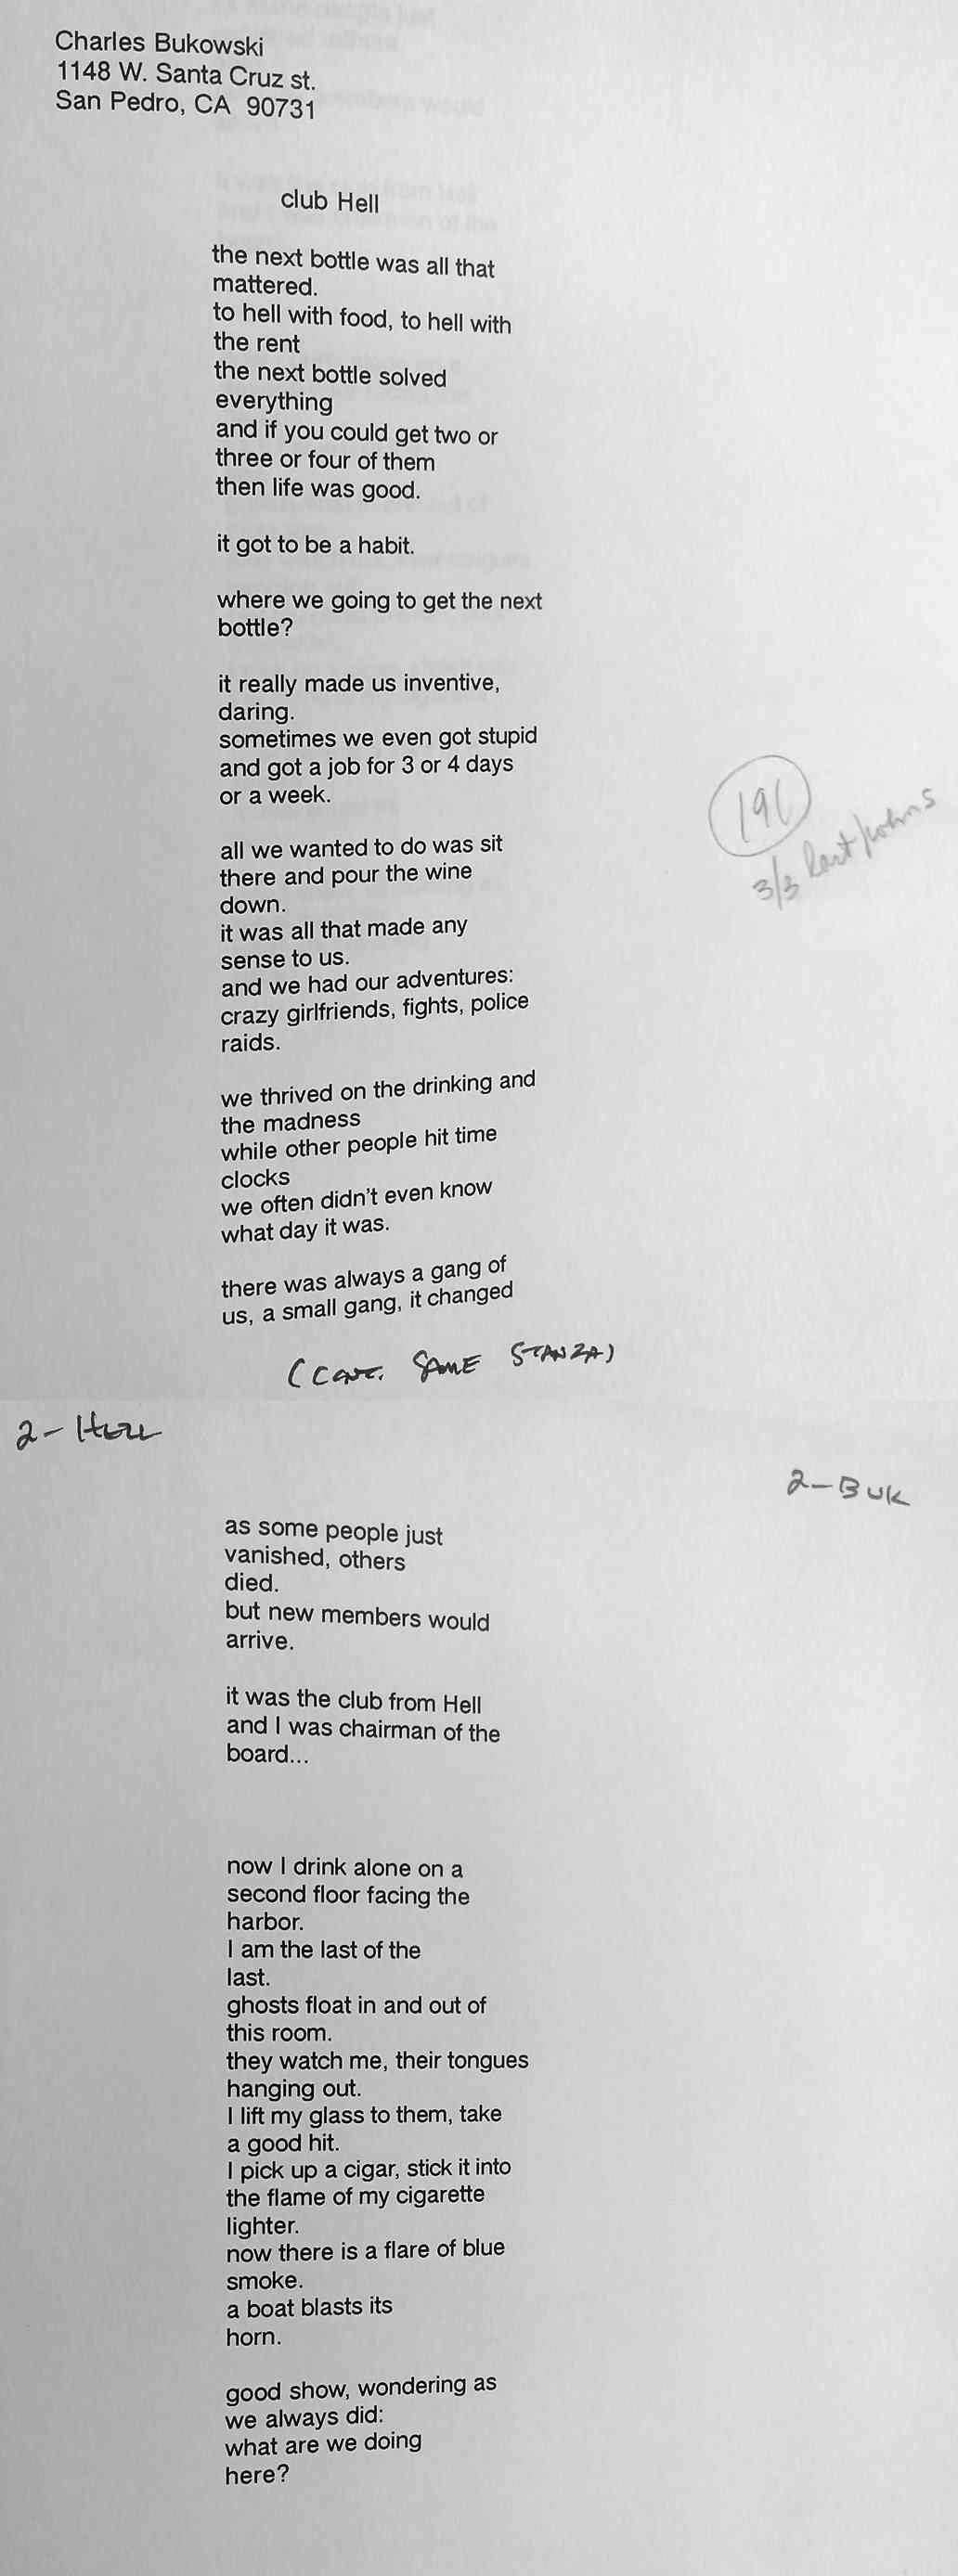 Charles Bukowski
1148 W. Santa Cruz st.
San Pedro, CA 90731
club Hell
the next bottle was all that
mattered.
to hell with food, to hell with
the rent
the next bottle solved
everything
and if you could get two or
three or four of them
then life was good.
it got to be a habit.
where we going to get the next
bottle?
it really made us inventive,
daring.
sometimes we even got stupid
and got a job for 3 or 4 days
or a week.
all we wanted to do was sit
there and pour the wine
down.
it was all that made any
sense to us.
and we had our adventures:
crazy girlfriends, fights, police
raids.
we thrived on the drinking and
the madness
while other people hit time
clocks
we often didn't even know
what day it was.
there was always a gang of
us, a small gang, it changed
191
3/3 Last/
(CONT. SAME STANZA)
2-HELL
2-BUK
as some people just
vanished, others
died.
but new members would
arrive.
it was the club from Hell
and I was chairman of the
board...
now I drink alone on a
second floor facing the
harbor.
I am the last of the
last.
ghosts float in and out of
this room.
they watch me, their tongues
hanging out.
I lift my glass to them, take
a good hit.
I pick up a cigar, stick it into
the flame of my cigarette
lighter.
now there is a flare of blue
smoke.
a boat blasts its
horn.
good show, wondering as
we always did:
what are we doing
here?